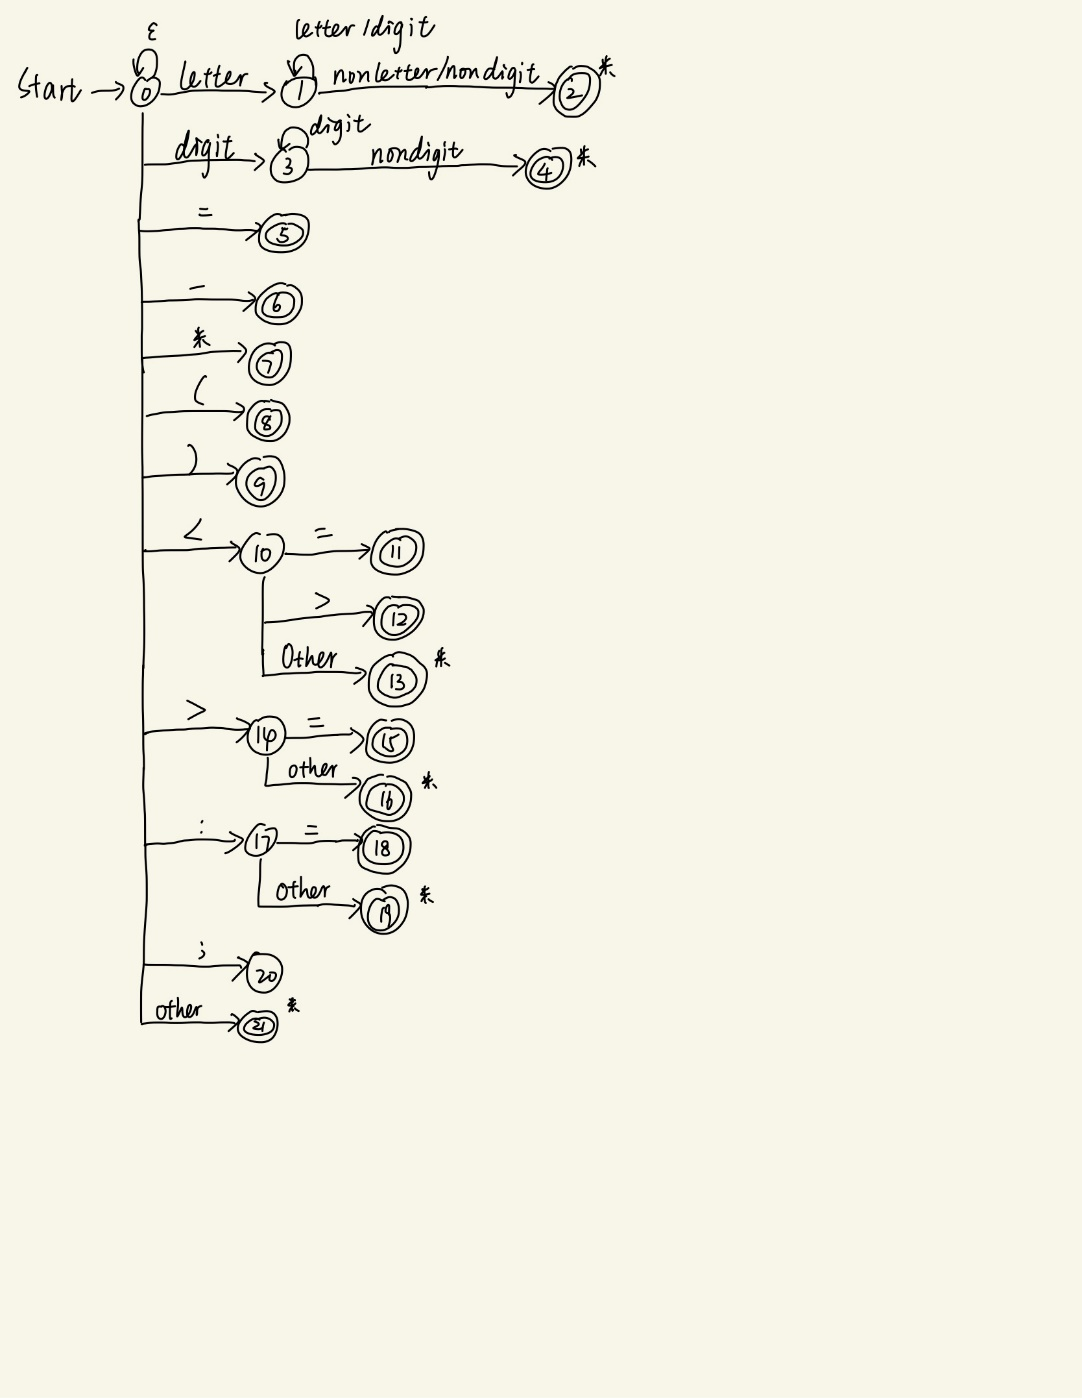 ε
letter/digit
Start 0 letter 1 nonletter/nondigit 2 *
digit
digit 3 nondigit 4 *
= 5
- 6
* 7
( 8
) 9
< 10 = 11
> 12
Other 13 *
> 14 = 15
other 16 *
: 17 = 18
other 19 *
; 20
other 21 *